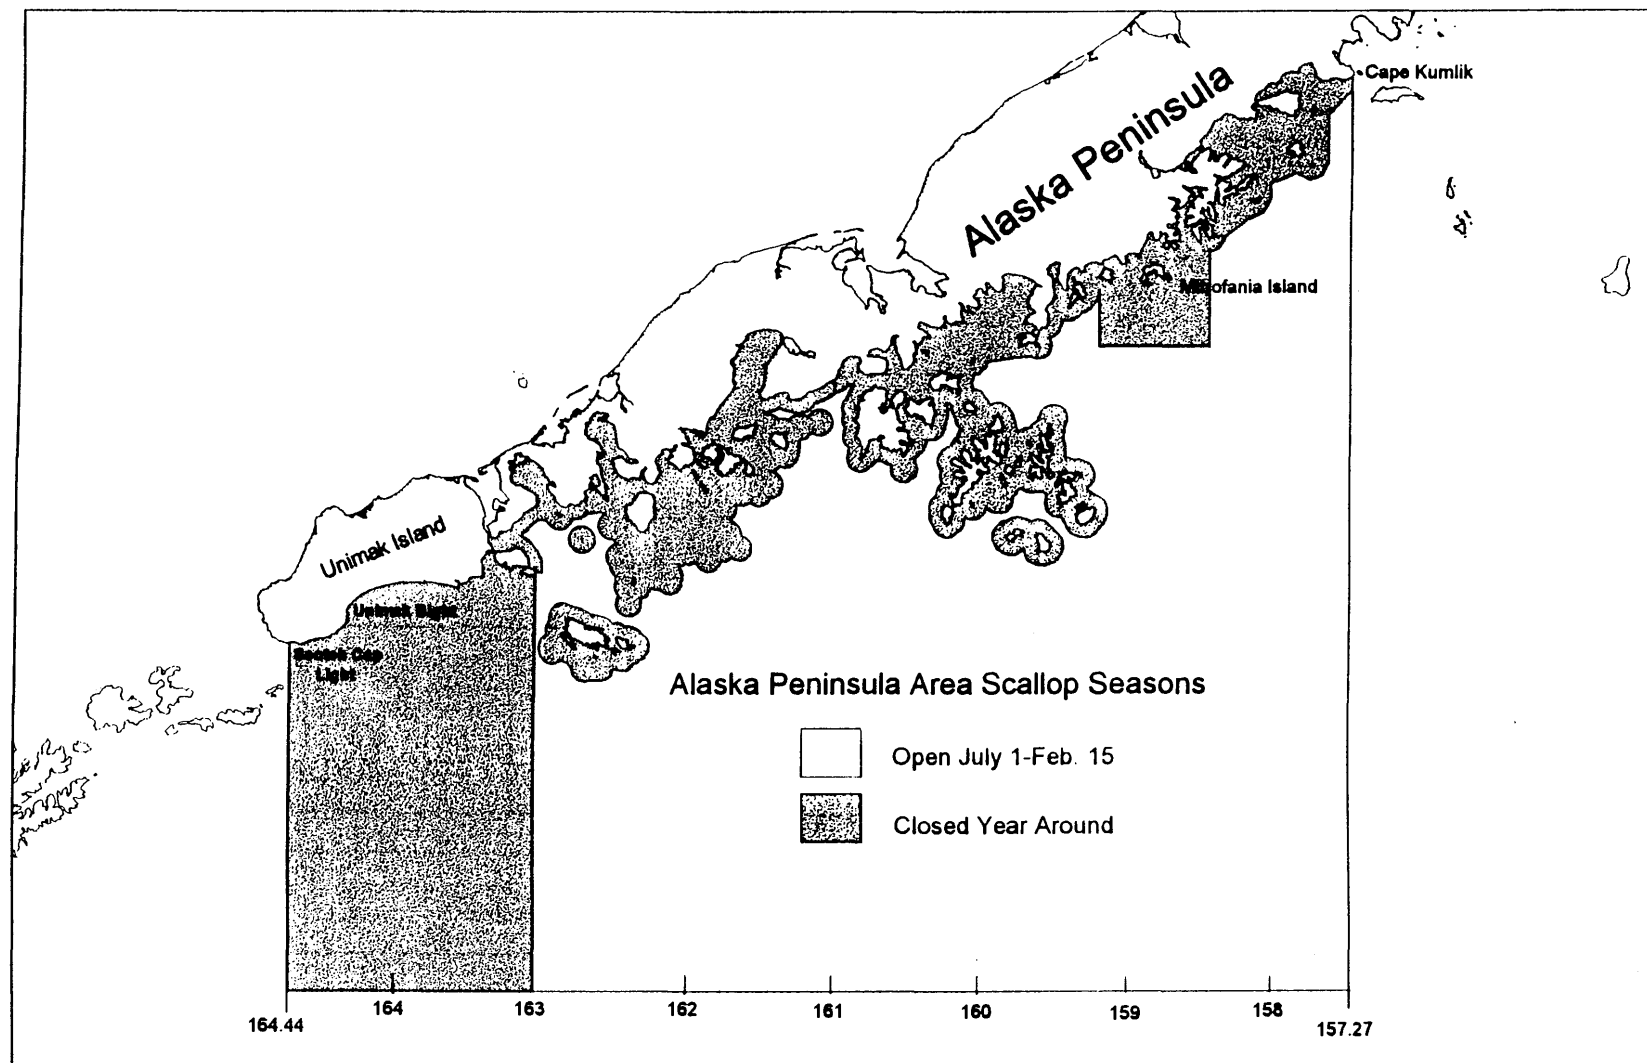 Cape Kumlik
Alaska Peninsula
Island
Unimak Island
Unimak Bight
Light
Alaska Peninsula Area Scallop Seasons
Open July 1-Feb. 15
Closed Year Around
164.44
164
163
162
161
160
159
158
157.27